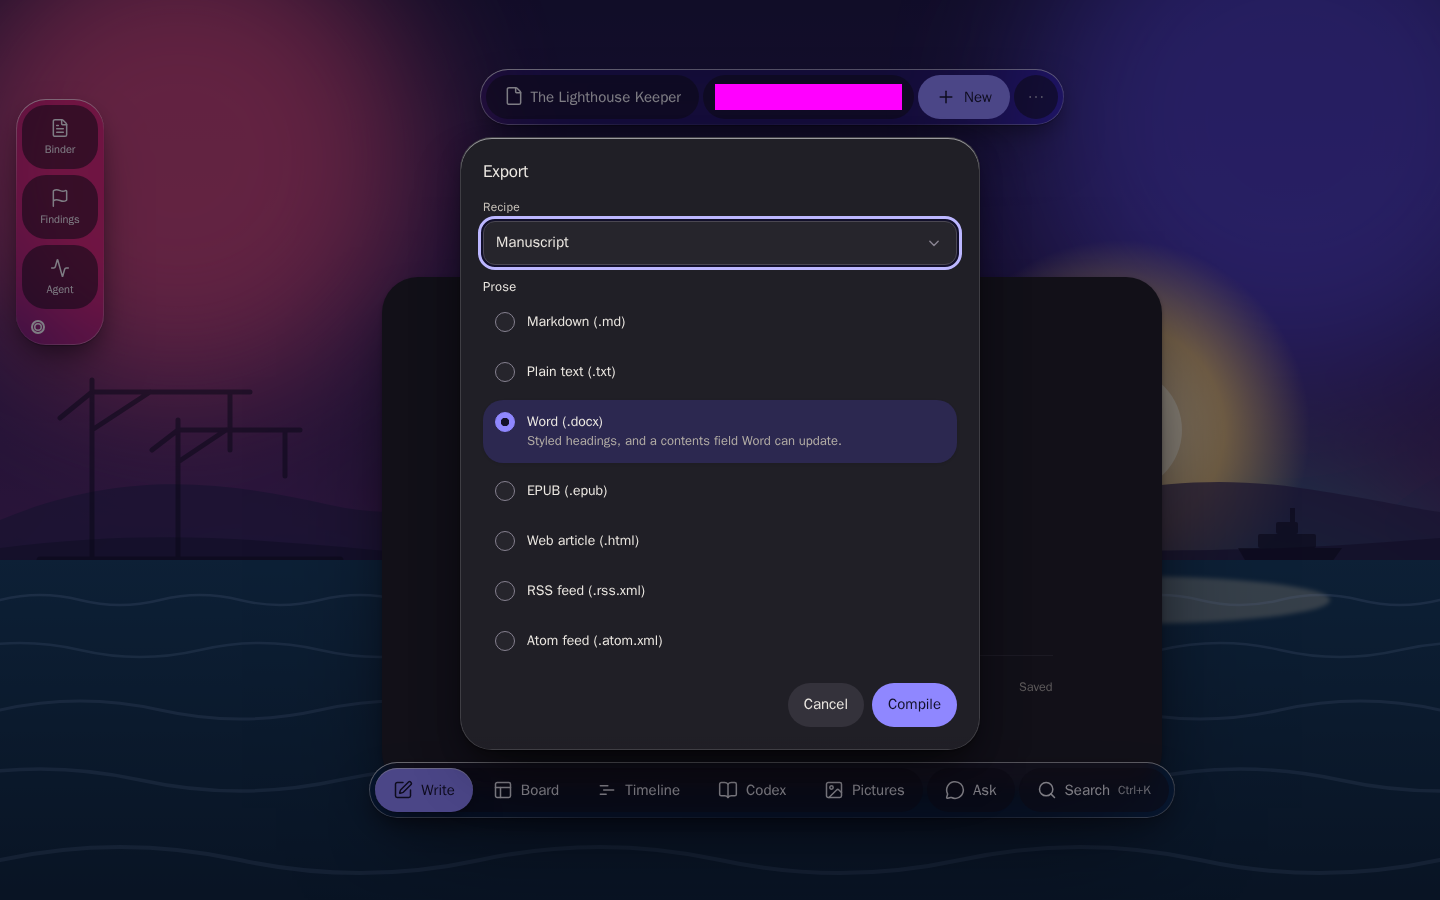 The Lighthouse Keeper
New
Binder
Findings
Agent
Export
Recipe
Manuscript
Prose
Markdown (.md)
Plain text (.txt)
Word (.docx)
Styled headings, and a contents field Word can update.
EPUB (.epub)
Web article (.html)
RSS feed (.rss.xml)
Atom feed (.atom.xml)
Saved
Cancel
Compile
Write
Board
Timeline
Codex
Pictures
Ask
Search Ctrl+K